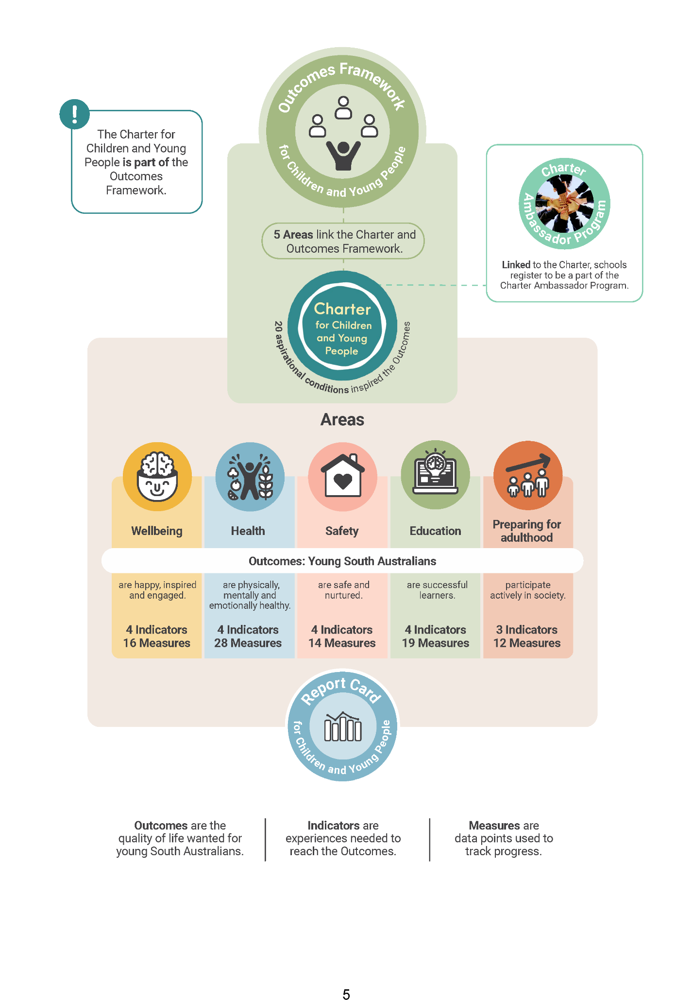 Outcomes Framework
for Children and Young People
!
The Charter for
Children and Young
People is part of the
Outcomes
Framework.
5 Areas link the Charter and
Outcomes Framework.
Charter
Ambassador Program
Linked to the Charter, schools
register to be a part of the
Charter Ambassador Program.
Charter
for Children
and Young
People
20 aspirational conditions inspired the Outcomes
Areas
Wellbeing
Health
Safety
Education
Preparing for
adulthood
Outcomes: Young South Australians
are happy, inspired
and engaged.
are physically,
mentally and
emotionally healthy.
are safe and
nurtured.
are successful
learners.
participate
actively in society.
4 Indicators
16 Measures
4 Indicators
28 Measures
4 Indicators
14 Measures
4 Indicators
19 Measures
3 Indicators
12 Measures
Report Card
for Children and Young People
Outcomes are the
quality of life wanted for
young South Australians.
Indicators are
experiences needed to
reach the Outcomes.
Measures are
data points used to
track progress.
5